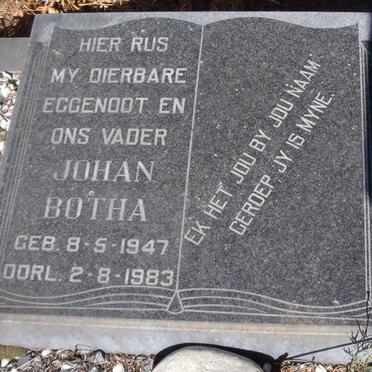 HIER RUS
MY DIERBARE
EGGENOOT EN
ONS VADER
JOHAN
BOTHA
GEB. 8-5-1947
OORL. 2-8-1983
EK HET JOU BY JOU NAAM
GEROEP. JY IS MYNE.